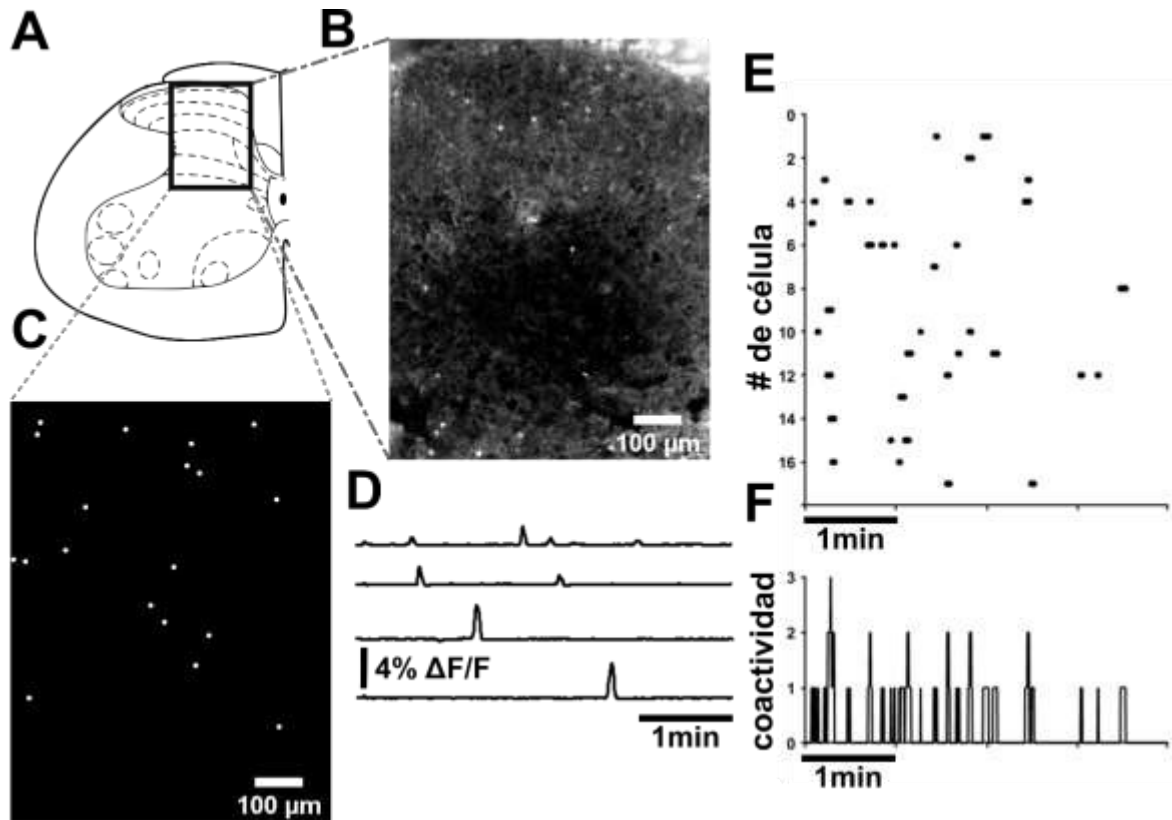 A
B
100 µm
C
100 µm
D
4% ΔF/F
1min
E
0
2
4
6
8
10
12
14
16
# de célula
1min
F
3
2
1
0
coactividad
1min